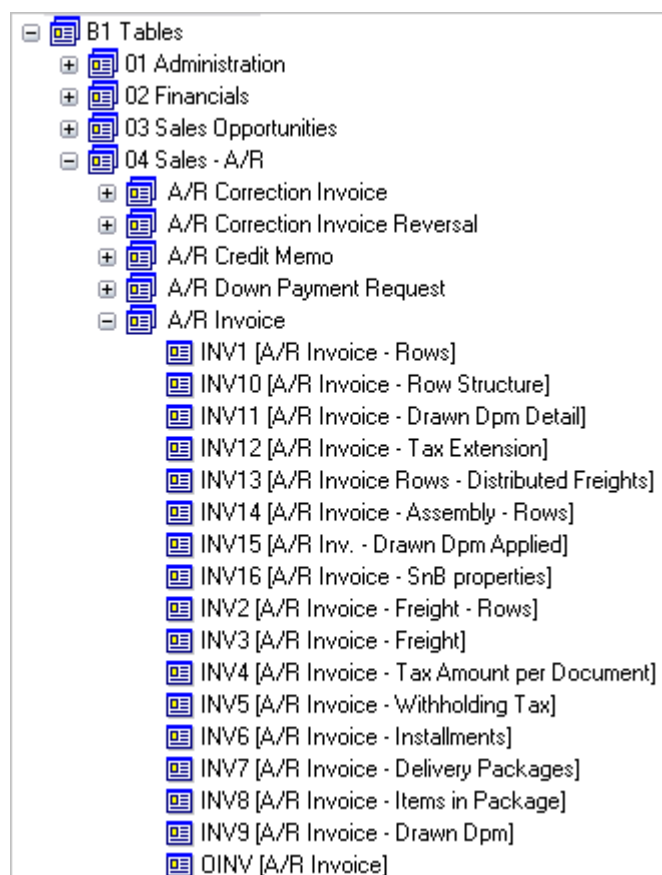 B1 Tables
01 Administration
02 Financials
03 Sales Opportunities
04 Sales - A/R
A/R Correction Invoice
A/R Correction Invoice Reversal
A/R Credit Memo
A/R Down Payment Request
A/R Invoice
INV1 [A/R Invoice - Rows]
INV10 [A/R Invoice - Row Structure]
INV11 [A/R Invoice - Drawn Dpm Detail]
INV12 [A/R Invoice - Tax Extension]
INV13 [A/R Invoice Rows - Distributed Freights]
INV14 [A/R Invoice - Assembly - Rows]
INV15 [A/R Inv. - Drawn Dpm Applied]
INV16 [A/R Invoice - SnB properties]
INV2 [A/R Invoice - Freight - Rows]
INV3 [A/R Invoice - Freight]
INV4 [A/R Invoice - Tax Amount per Document]
INV5 [A/R Invoice - Withholding Tax]
INV6 [A/R Invoice - Installments]
INV7 [A/R Invoice - Delivery Packages]
INV8 [A/R Invoice - Items in Package]
INV9 [A/R Invoice - Drawn Dpm]
OINV [A/R Invoice]